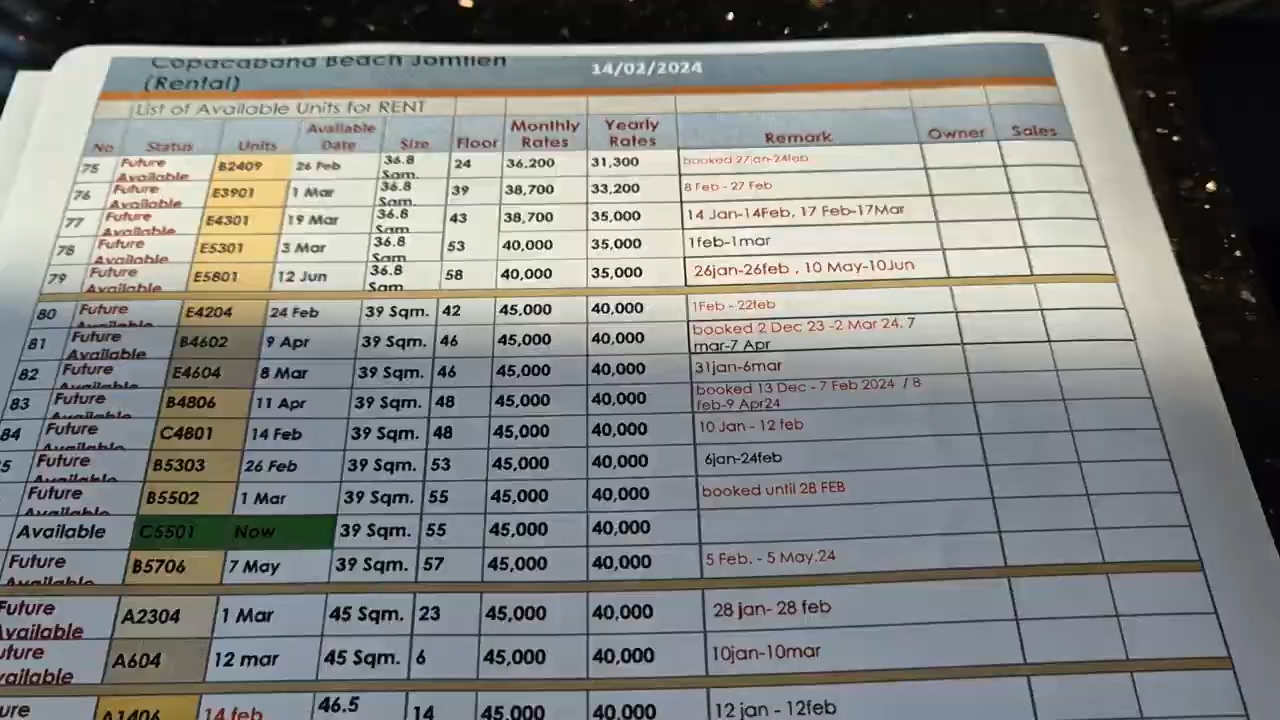 Copacabana Beach Jomtien
(Rental) 14/02/2024
List of Available Units for RENT
No Status Units Available Date Size Floor Monthly Rates Yearly Rates Remark Owner Sales
75 Future Available B2409 26 Feb 36.8 Sqm. 24 36,200 31,300 booked 27jan-24feb
76 Future Available E3901 1 Mar 36.8 Sqm. 39 38,700 33,200 8 Feb - 27 Feb
77 Future Available E4301 19 Mar 36.8 Sqm 43 38,700 35,000 14 Jan-14Feb, 17 Feb-17Mar
78 Future Available E5301 3 Mar 36.8 Sqm 53 40,000 35,000 1feb-1mar
79 Future Available E5801 12 Jun 36.8 Sqm 58 40,000 35,000 26jan-26feb , 10 May-10Jun
80 Future Available E4204 24 Feb 39 Sqm. 42 45,000 40,000 1Feb - 22feb
81 Future Available B4602 9 Apr 39 Sqm. 46 45,000 40,000 booked 2 Dec 23 -2 Mar 24. 7 mar-7 Apr
82 Future Available E4604 8 Mar 39 Sqm. 46 45,000 40,000 31jan-6mar
83 Future Available B4806 11 Apr 39 Sqm. 48 45,000 40,000 booked 13 Dec - 7 Feb 2024 / 8 feb-9 Apr24
84 Future Available C4801 14 Feb 39 Sqm. 48 45,000 40,000 10 Jan - 12 feb
5 Future Available B5303 26 Feb 39 Sqm. 53 45,000 40,000 6jan-24feb
Future Available B5502 1 Mar 39 Sqm. 55 45,000 40,000 booked until 28 FEB
Available C5501 Now 39 Sqm. 55 45,000 40,000
Future Available B5706 7 May 39 Sqm. 57 45,000 40,000 5 Feb. - 5 May.24
Future Available A2304 1 Mar 45 Sqm. 23 45,000 40,000 28 jan- 28 feb
uture vailable A604 12 mar 45 Sqm. 6 45,000 40,000 10jan-10mar
ure A1406 14 feb 46.5 14 45,000 40,000 12 jan - 12feb